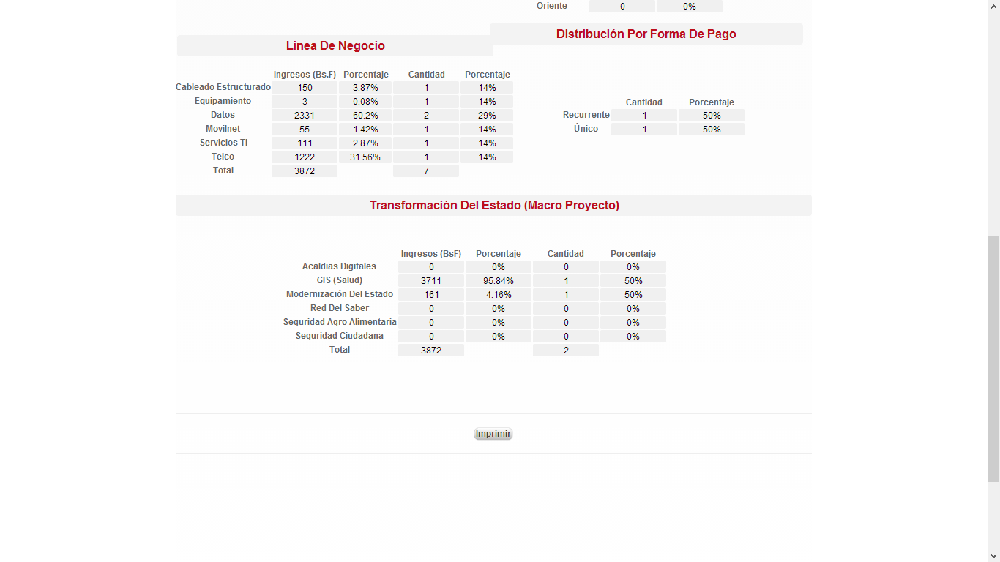 Oriente 0 0%
Distribución Por Forma De Pago
Linea De Negocio
Ingresos (Bs.F) Porcentaje Cantidad Porcentaje
Cableado Estructurado 150 3.87% 1 14%
Equipamiento 3 0.08% 1 14%
Datos 2331 60.2% 2 29%
Movilnet 55 1.42% 1 14%
Servicios TI 111 2.87% 1 14%
Telco 1222 31.56% 1 14%
Total 3872 7
Cantidad Porcentaje
Recurrente 1 50%
Único 1 50%
Transformación Del Estado (Macro Proyecto)
Ingresos (BsF) Porcentaje Cantidad Porcentaje
Acaldias Digitales 0 0% 0 0%
GIS (Salud) 3711 95.84% 1 50%
Modernización Del Estado 161 4.16% 1 50%
Red Del Saber 0 0% 0 0%
Seguridad Agro Alimentaria 0 0% 0 0%
Seguridad Ciudadana 0 0% 0 0%
Total 3872 2
Imprimir